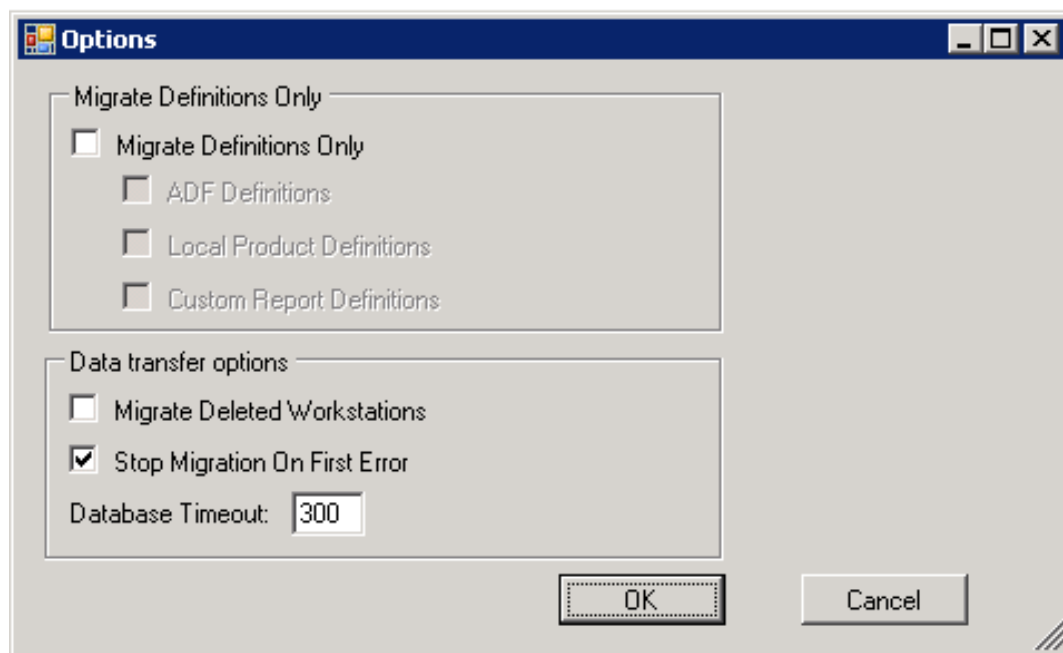 Options
Migrate Definitions Only
Migrate Definitions Only
ADF Definitions
Local Product Definitions
Custom Report Definitions
Data transfer options
Migrate Deleted Workstations
Stop Migration On First Error
Database Timeout: 300
OK Cancel